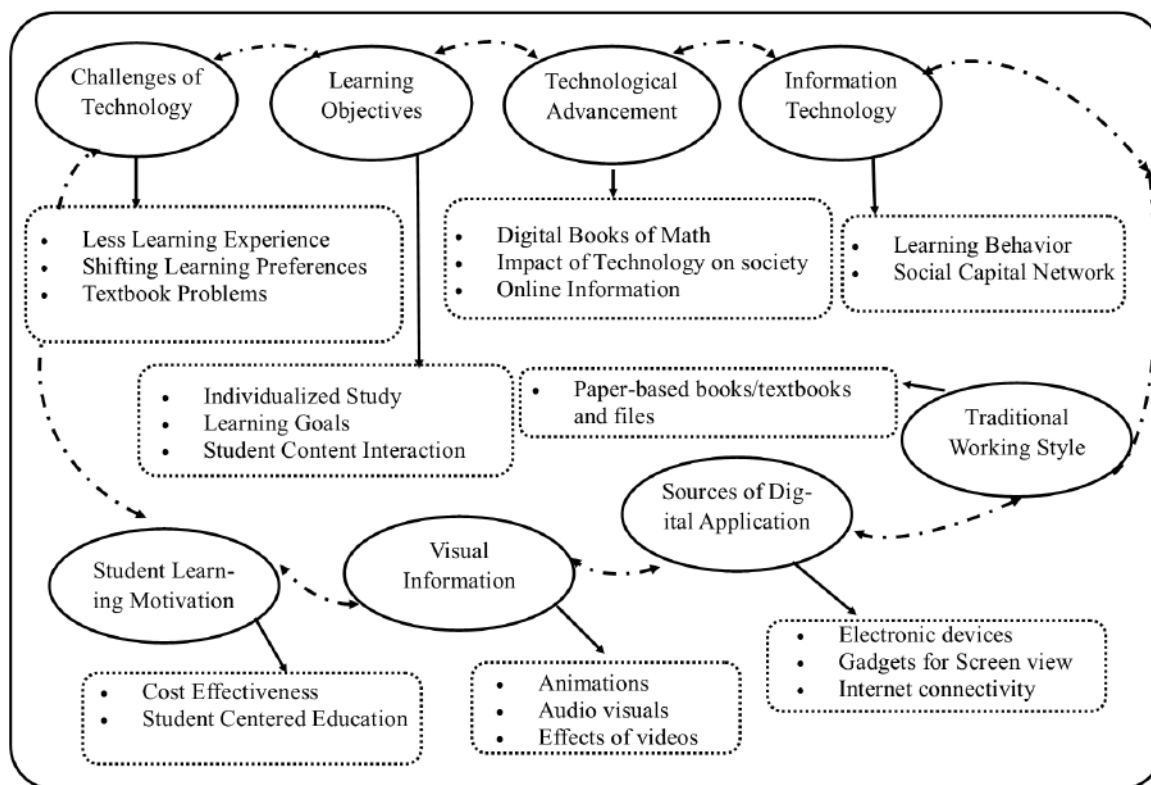 Challenges of
Technology
Learning
Objectives
Technological
Advancement
Information
Technology
• Less Learning Experience
• Shifting Learning Preferences
• Textbook Problems
• Digital Books of Math
• Impact of Technology on society
• Online Information
• Learning Behavior
• Social Capital Network
• Individualized Study
• Learning Goals
• Student Content Interaction
• Paper-based books/textbooks
and files
Traditional
Working Style
Sources of Dig-
ital Application
Visual
Information
Student Learn-
ing Motivation
• Electronic devices
• Gadgets for Screen view
• Internet connectivity
• Animations
• Audio visuals
• Effects of videos
• Cost Effectiveness
• Student Centered Education